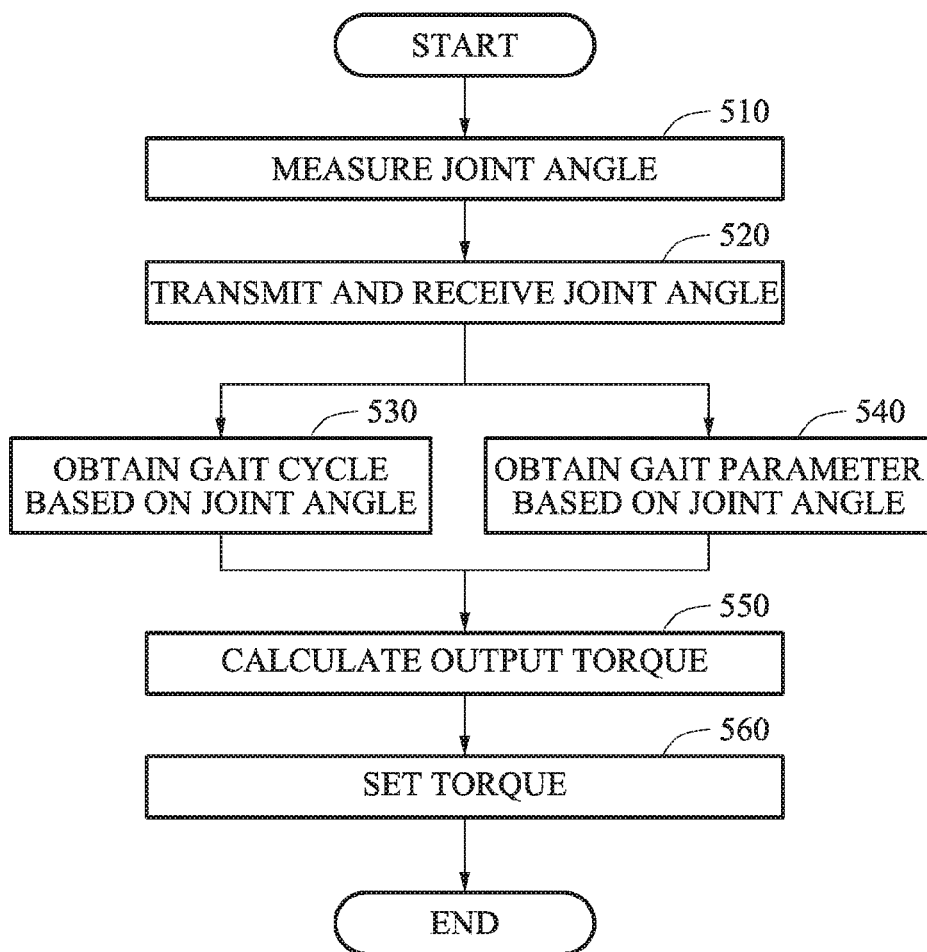 START
510
MEASURE JOINT ANGLE
520
TRANSMIT AND RECEIVE JOINT ANGLE
530
OBTAIN GAIT CYCLE
BASED ON JOINT ANGLE
540
OBTAIN GAIT PARAMETER
BASED ON JOINT ANGLE
550
CALCULATE OUTPUT TORQUE
560
SET TORQUE
END